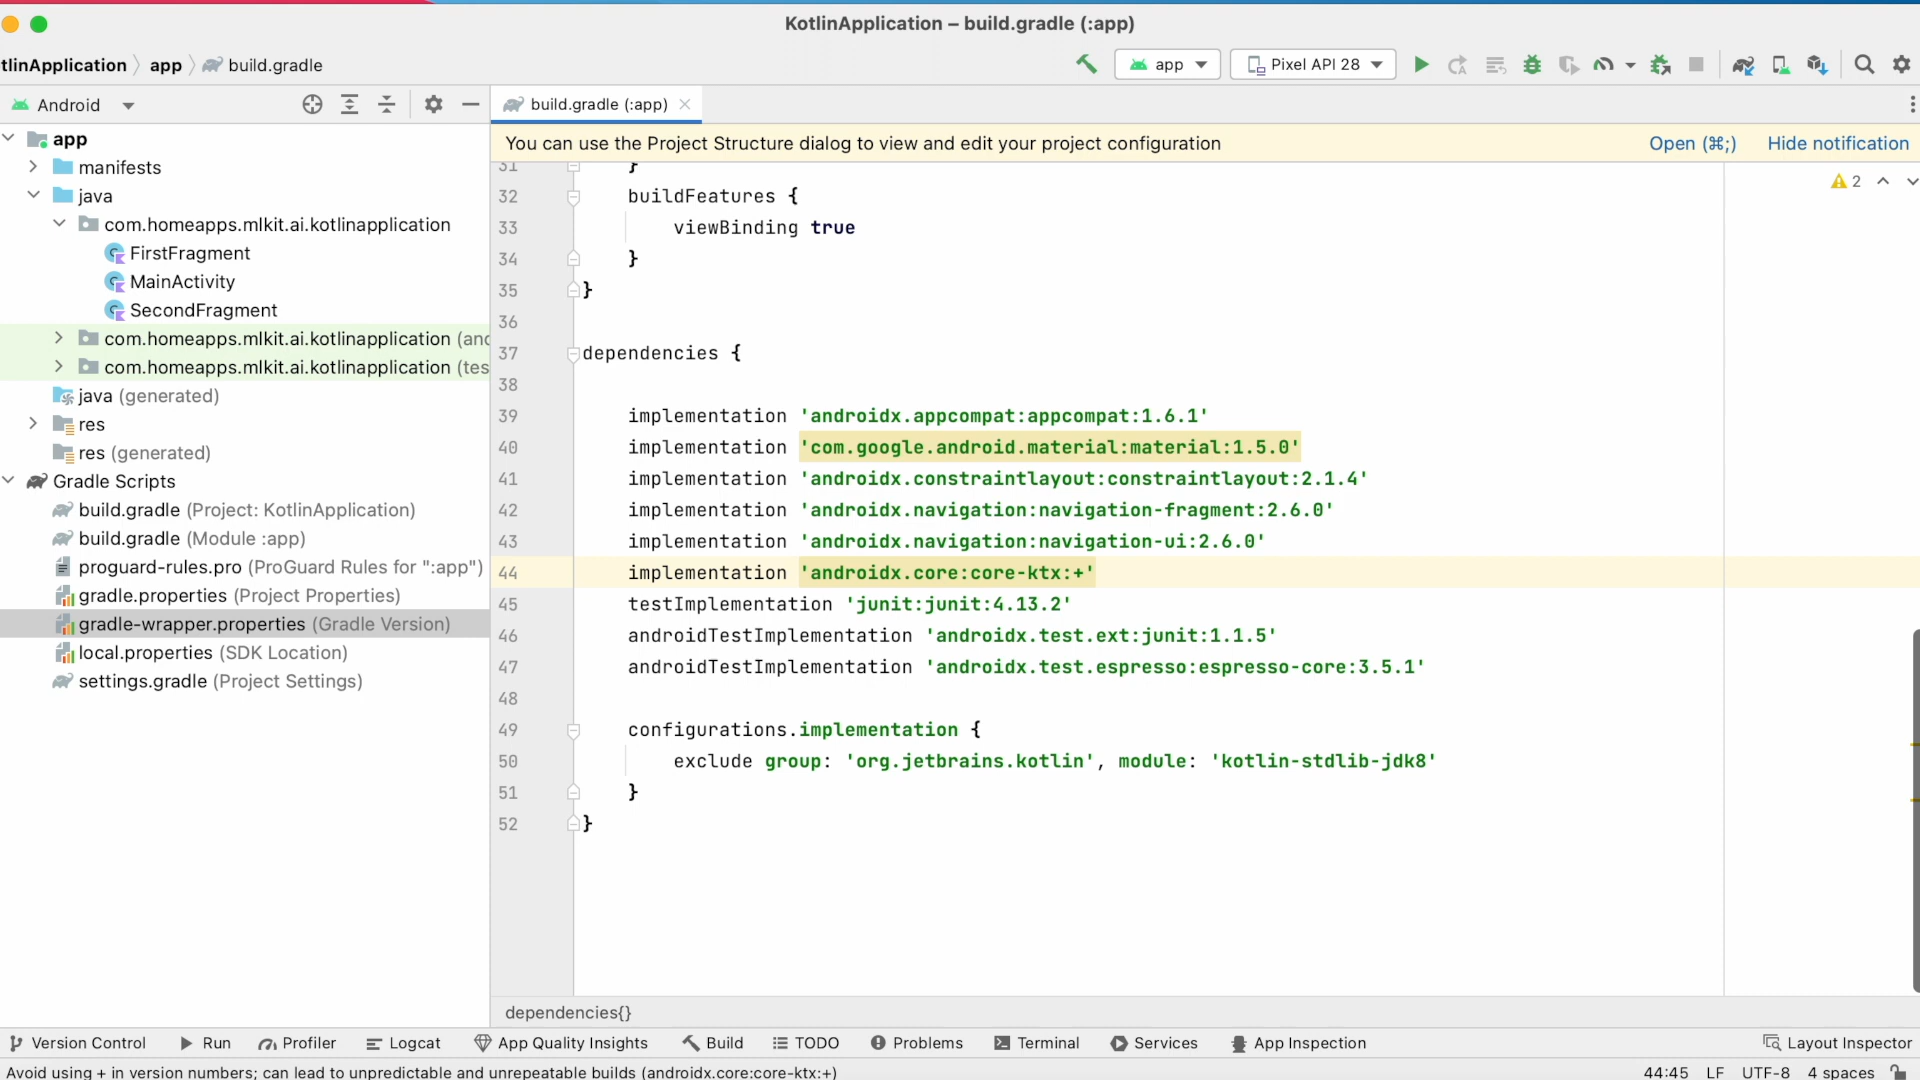 KotlinApplication – build.gradle (:app)
tlinApplication
app
build.gradle
app
Pixel API 28
Android
build.gradle (:app)
You can use the Project Structure dialog to view and edit your project configuration
Open (⌘;)
Hide notification
app
manifests
java
com.homeapps.mlkit.ai.kotlinapplication
FirstFragment
MainActivity
SecondFragment
com.homeapps.mlkit.ai.kotlinapplication (and
com.homeapps.mlkit.ai.kotlinapplication (tes
java (generated)
res
res (generated)
Gradle Scripts
build.gradle (Project: KotlinApplication)
build.gradle (Module :app)
proguard-rules.pro (ProGuard Rules for ":app")
gradle.properties (Project Properties)
gradle-wrapper.properties (Gradle Version)
local.properties (SDK Location)
settings.gradle (Project Settings)
2
31 }
32 buildFeatures {
33 viewBinding true
34 }
35 }
36
37 dependencies {
38
39 implementation 'androidx.appcompat:appcompat:1.6.1'
40 implementation 'com.google.android.material:material:1.5.0'
41 implementation 'androidx.constraintlayout:constraintlayout:2.1.4'
42 implementation 'androidx.navigation:navigation-fragment:2.6.0'
43 implementation 'androidx.navigation:navigation-ui:2.6.0'
44 implementation 'androidx.core:core-ktx:+'
45 testImplementation 'junit:junit:4.13.2'
46 androidTestImplementation 'androidx.test.ext:junit:1.1.5'
47 androidTestImplementation 'androidx.test.espresso:espresso-core:3.5.1'
48
49 configurations.implementation {
50 exclude group: 'org.jetbrains.kotlin', module: 'kotlin-stdlib-jdk8'
51 }
52 }
dependencies{}
Version Control
Run
Profiler
Logcat
App Quality Insights
Build
TODO
Problems
Terminal
Services
App Inspection
Layout Inspector
Avoid using + in version numbers; can lead to unpredictable and unrepeatable builds (androidx.core:core-ktx:+)
44:45
LF
UTF-8
4 spaces